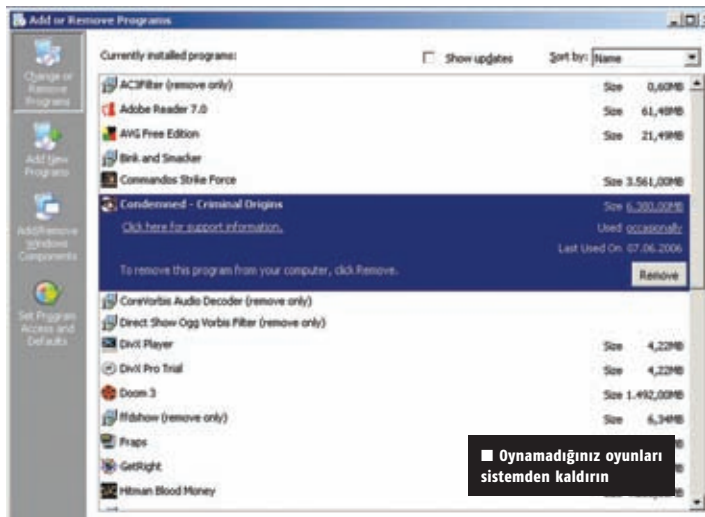 Add or Remove Programs
Currently installed programs:
Show updates
Sort by: Name
Change or
Remove
Programs
Add New
Programs
Add/Remove
Windows
Components
Set Program
Access and
Defaults
AC3Filter (remove only) Size 0,60MB
Adobe Reader 7.0 Size 61,48MB
AVG Free Edition Size 21,49MB
Bink and Smacker
Commandos Strike Force Size 3.561,00MB
Condemned - Criminal Origins Size 6.380,00MB
Click here for support information. Used occasionally
Last Used On 07.06.2006
To remove this program from your computer, click Remove. Remove
CoreVorbis Audio Decoder (remove only)
Direct Show Ogg Vorbis Filter (remove only)
DivX Player Size 4,22MB
DivX Pro Trial Size 4,22MB
Doom 3 Size 1.492,00MB
ffdshow (remove only) Size 6,34MB
Fraps
GetRight
Hitman Blood Money
■ Oynamadığınız oyunları
sistemden kaldırın